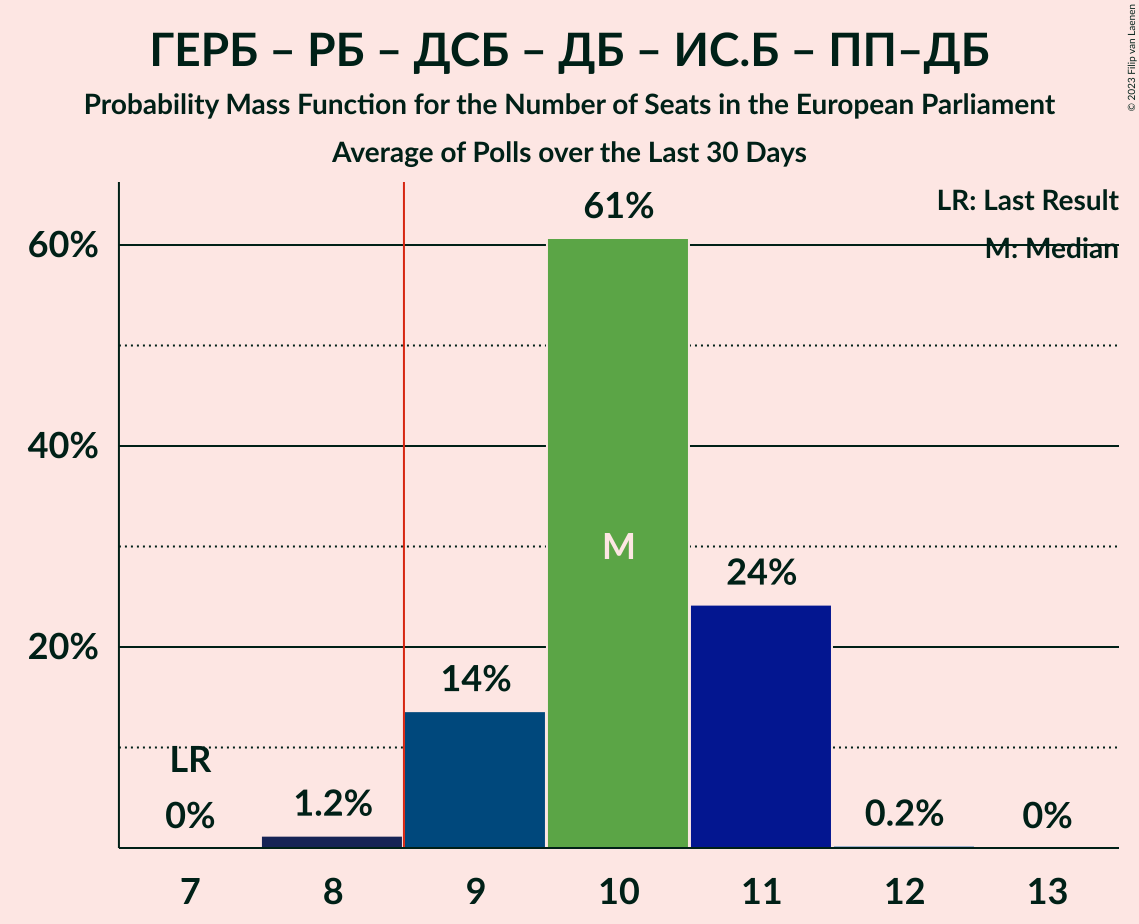 ГЕРБ – РБ – ДСБ – ДБ – ИС.Б – ПП–ДБ
Probability Mass Function for the Number of Seats in the European Parliament
Average of Polls over the Last 30 Days
© 2023 Filip van Laenen
LR: Last Result
M: Median
60%
40%
20%
LR
0%
1.2%
14%
61%
M
24%
0.2%
0%
7
8
9
10
11
12
13